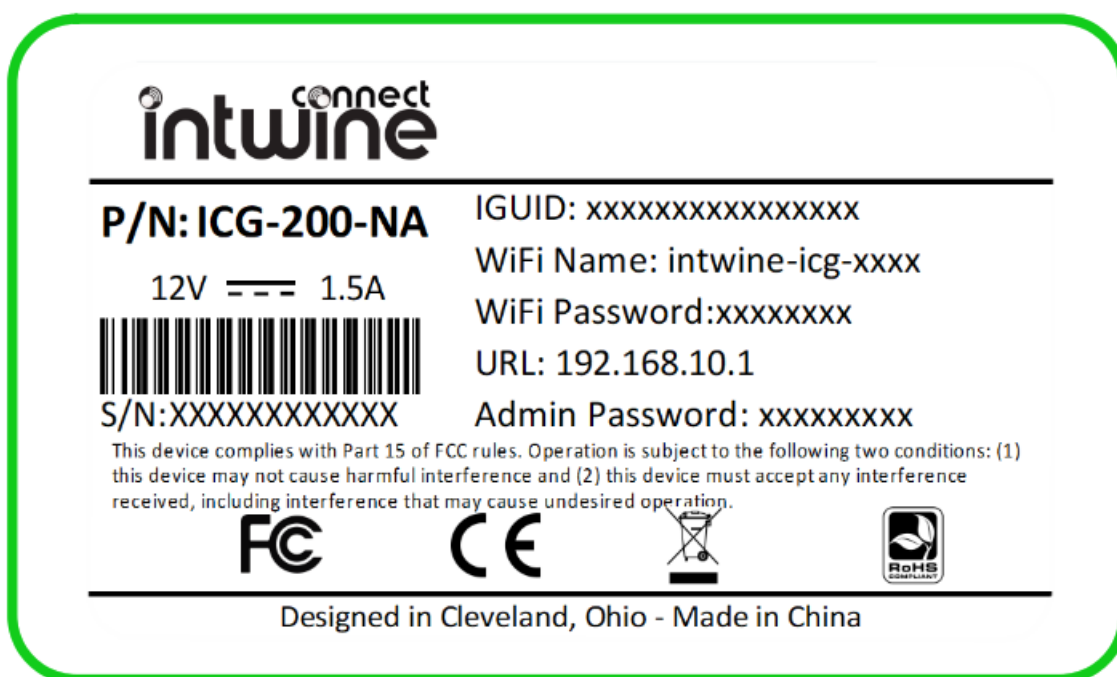 intwine connect
P/N: ICG-200-NA
12V 1.5A
S/N:XXXXXXXXXXXX
IGUID: xxxxxxxxxxxxxxxx
WiFi Name: intwine-icg-xxxx
WiFi Password:xxxxxxxx
URL: 192.168.10.1
Admin Password: xxxxxxxxx
This device complies with Part 15 of FCC rules. Operation is subject to the following two conditions: (1)
this device may not cause harmful interference and (2) this device must accept any interference
received, including interference that may cause undesired operation.
FC CE RoHS
COMPLIANT
Designed in Cleveland, Ohio - Made in China